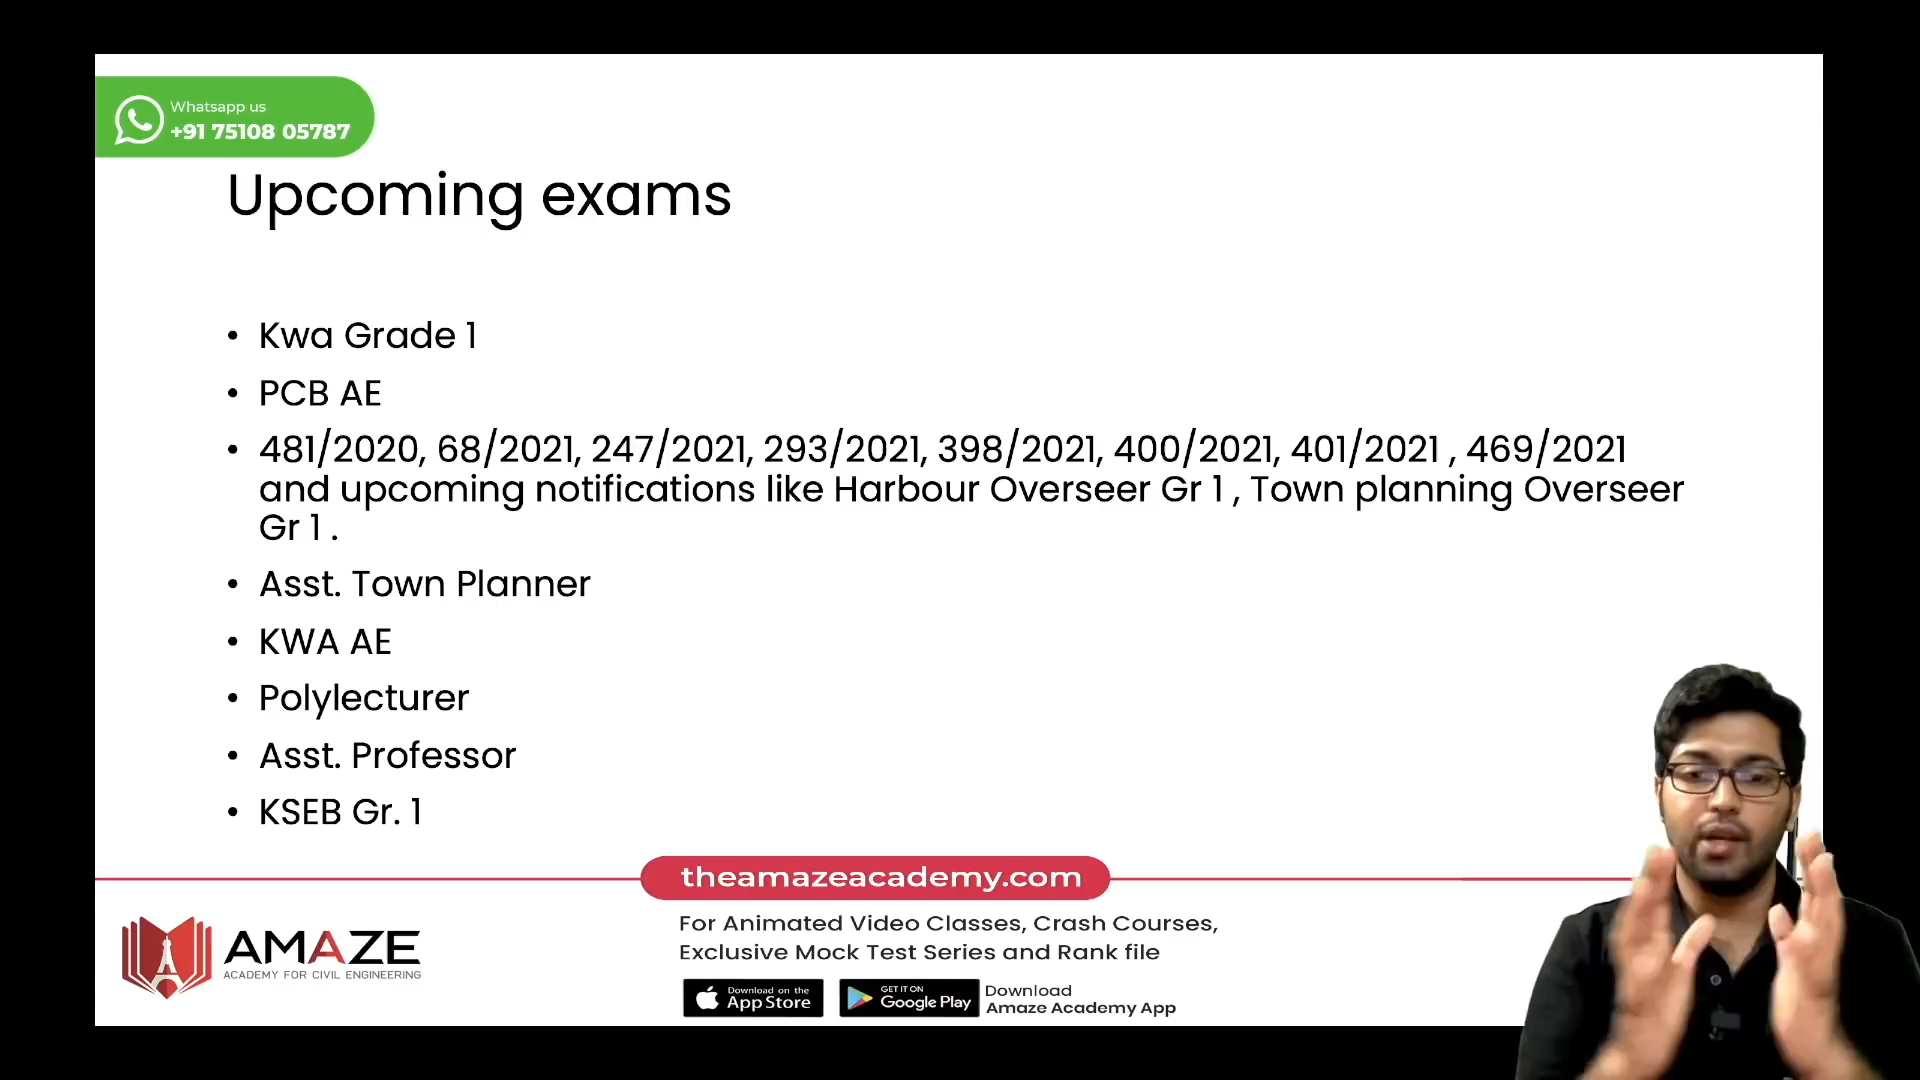 Whatsapp us
+91 75108 05787
Upcoming exams
• Kwa Grade 1
• PCB AE
• 481/2020, 68/2021, 247/2021, 293/2021, 398/2021, 400/2021, 401/2021 , 469/2021
and upcoming notifications like Harbour Overseer Gr 1 , Town planning Overseer
Gr 1 .
• Asst. Town Planner
• KWA AE
• Polylecturer
• Asst. Professor
• KSEB Gr. 1
theamazeacademy.com
AMAZE
ACADEMY FOR CIVIL ENGINEERING
For Animated Video Classes, Crash Courses,
Exclusive Mock Test Series and Rank file
Download on the
App Store
GET IT ON
Google Play
Download
Amaze Academy App